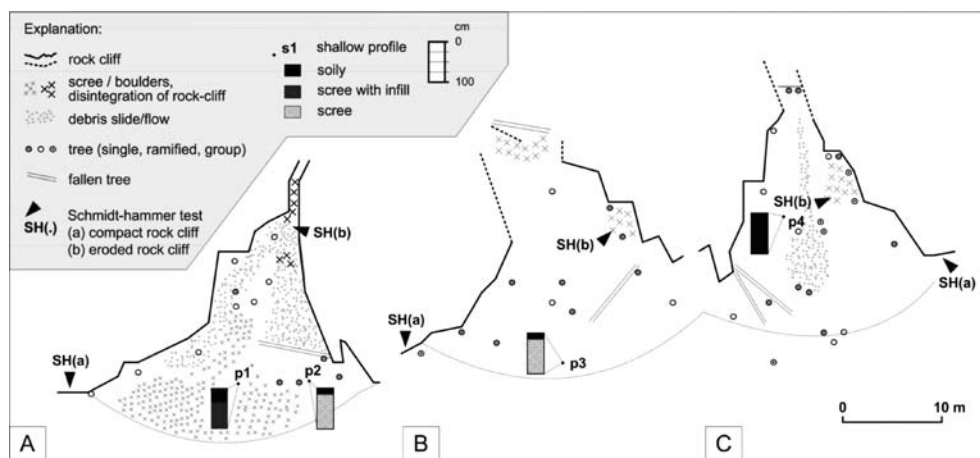 Explanation:
rock cliff
scree / boulders,
disintegration of rock-cliff
debris slide/flow
tree (single, ramified, group)
fallen tree
SH(.)
Schmidt-hammer test
(a) compact rock cliff
(b) eroded rock cliff
s1 shallow profile
soily
scree with infill
scree
cm
0
100
SH(b)
SH(a)
p1
p2
A
SH(b)
SH(a)
p3
B
SH(b)
p4
SH(a)
C
0 10 m